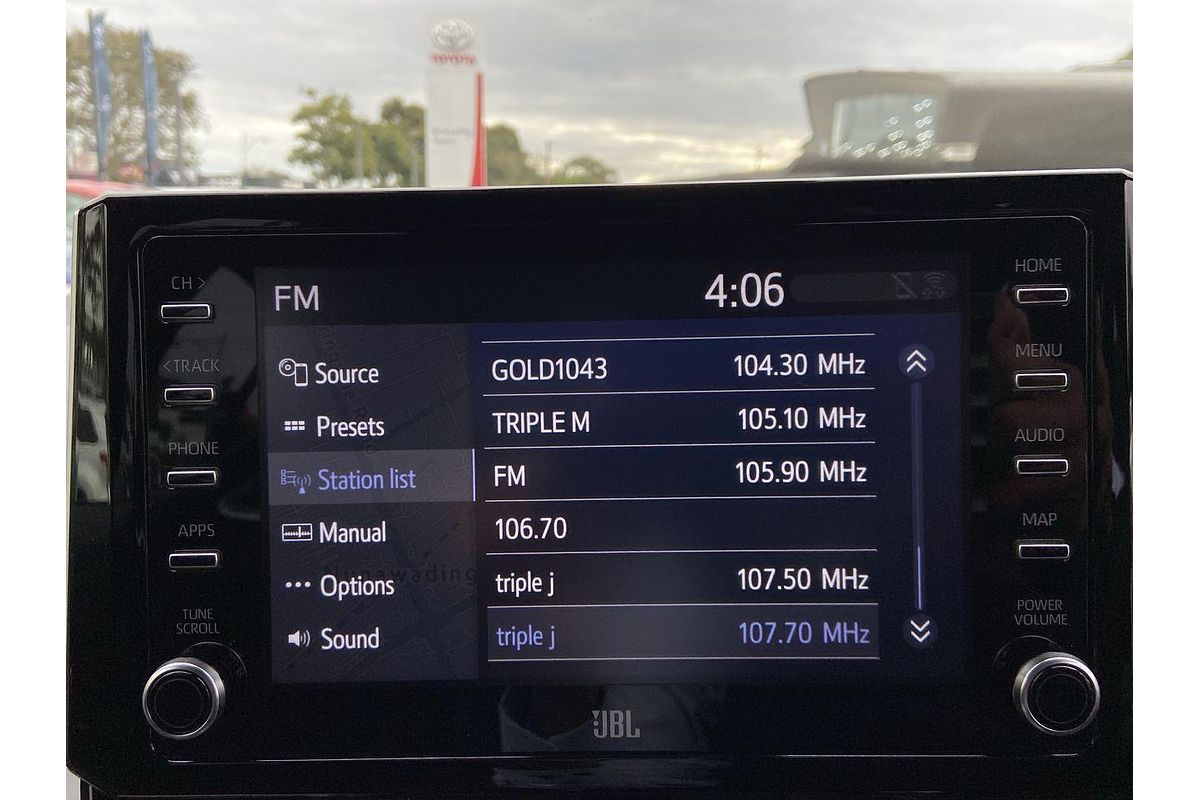 TOYOTA
FM
4:06
CH >
< TRACK
PHONE
APPS
TUNE
SCROLL
Source
Presets
Station list
Manual
Options
Sound
GOLD1043 104.30 MHz
TRIPLE M 105.10 MHz
FM 105.90 MHz
106.70
triple j 107.50 MHz
triple j 107.70 MHz
Nunawading
HOME
MENU
AUDIO
MAP
POWER
VOLUME
JBL